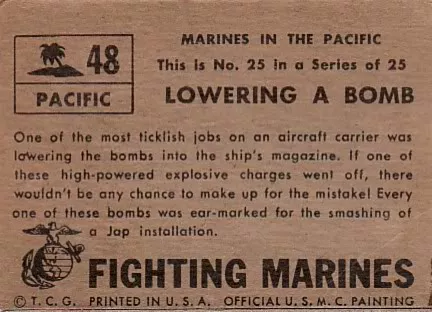 48
PACIFIC
MARINES IN THE PACIFIC
This is No. 25 in a Series of 25
LOWERING A BOMB
One of the most ticklish jobs on an aircraft carrier was
lowering the bombs into the ship's magazine. If one of
these high-powered explosive charges went off, there
wouldn't be any chance to make up for the mistake! Every
one of these bombs was ear-marked for the smashing of
a Jap installation.
FIGHTING MARINES
© T. C. G. PRINTED IN U. S. A. OFFICIAL U. S. M. C. PAINTING